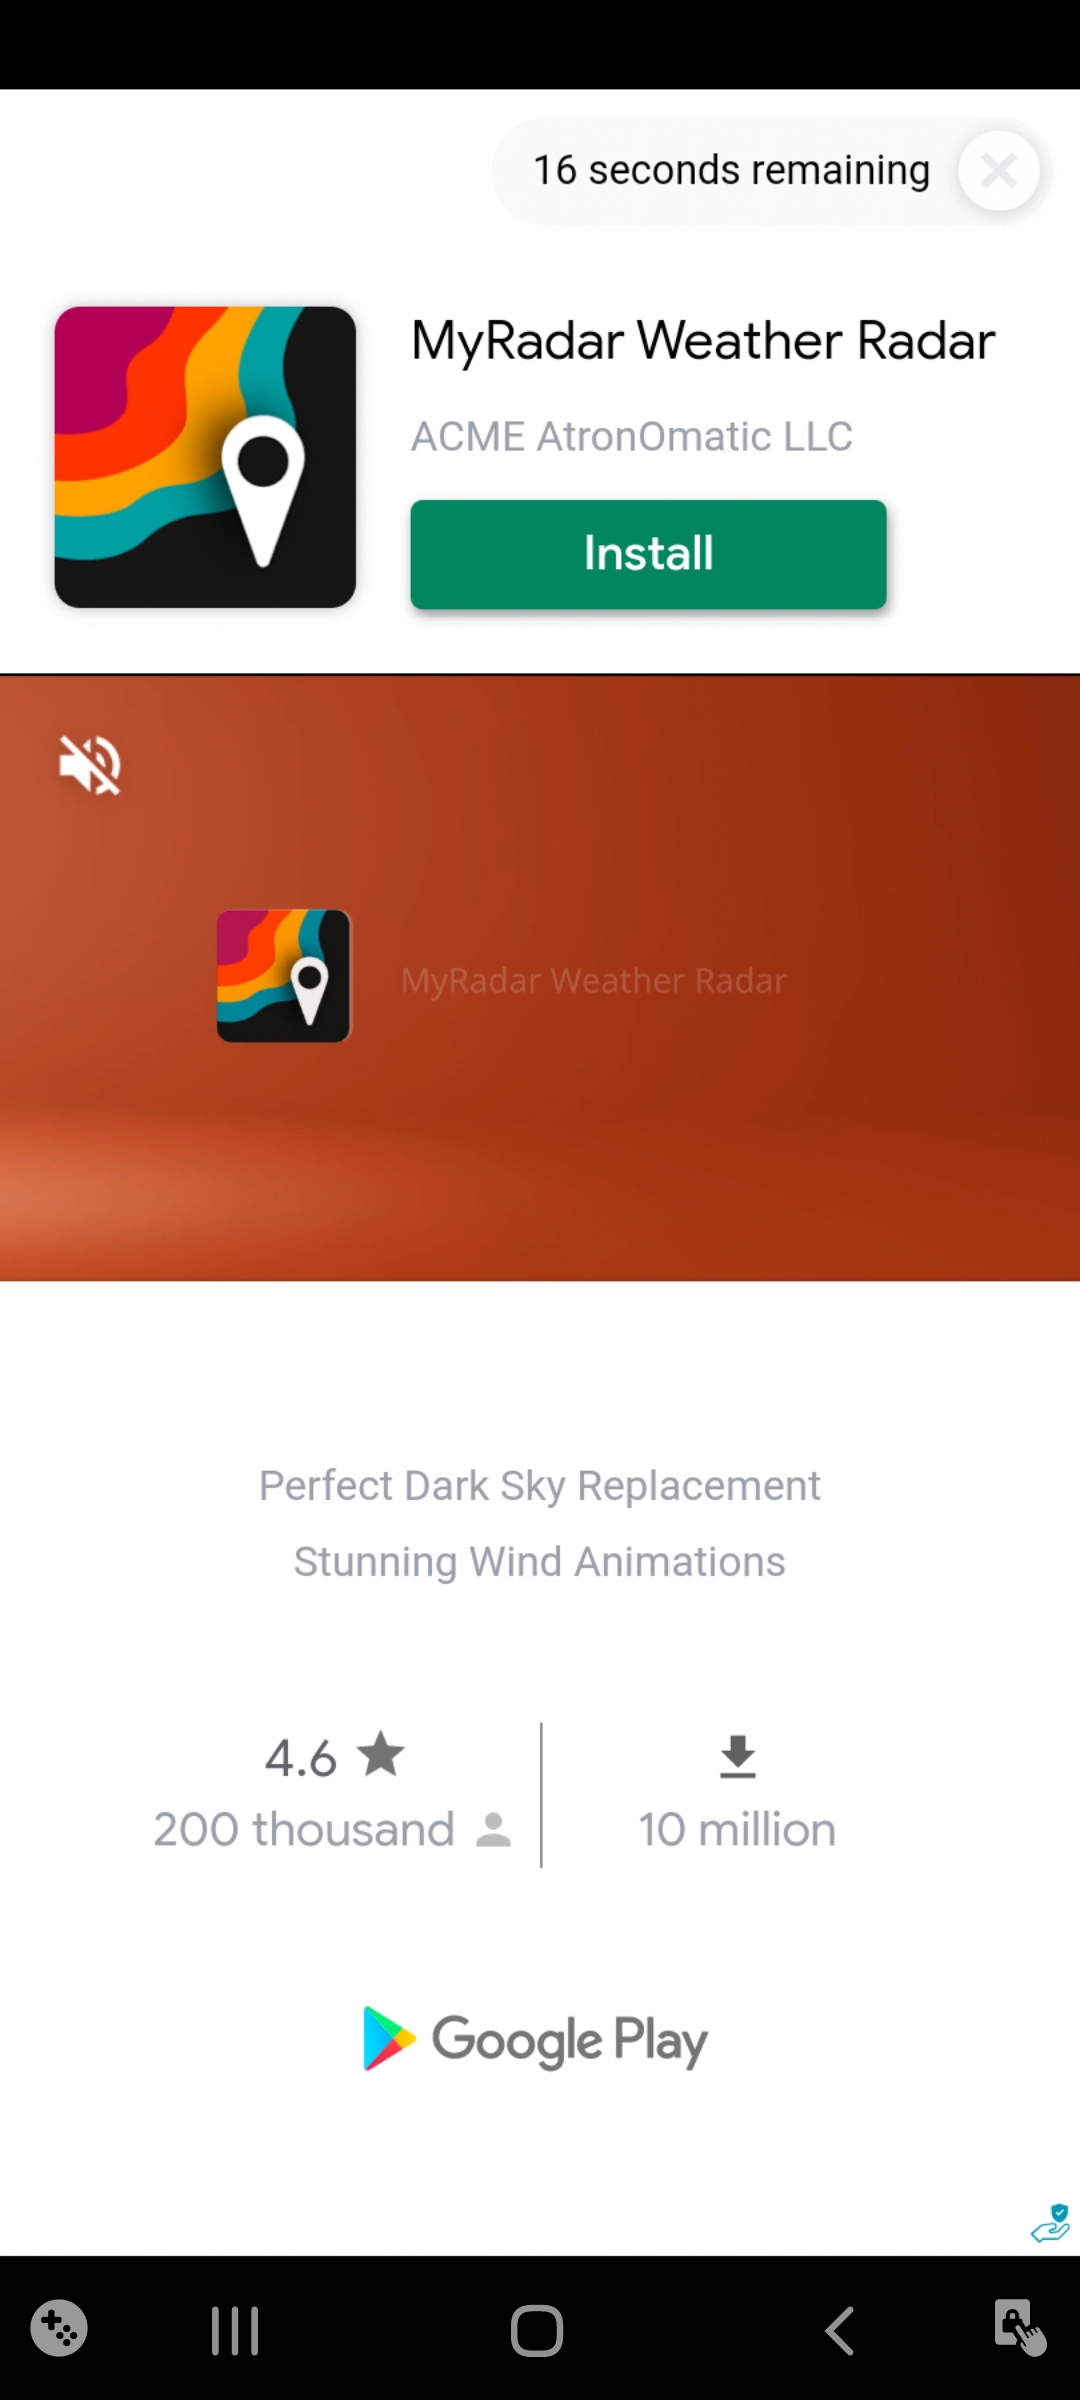 16 seconds remaining
MyRadar Weather Radar
ACME AtronOmatic LLC
Install
MyRadar Weather Radar
Perfect Dark Sky Replacement
Stunning Wind Animations
4.6
200 thousand
10 million
Google Play